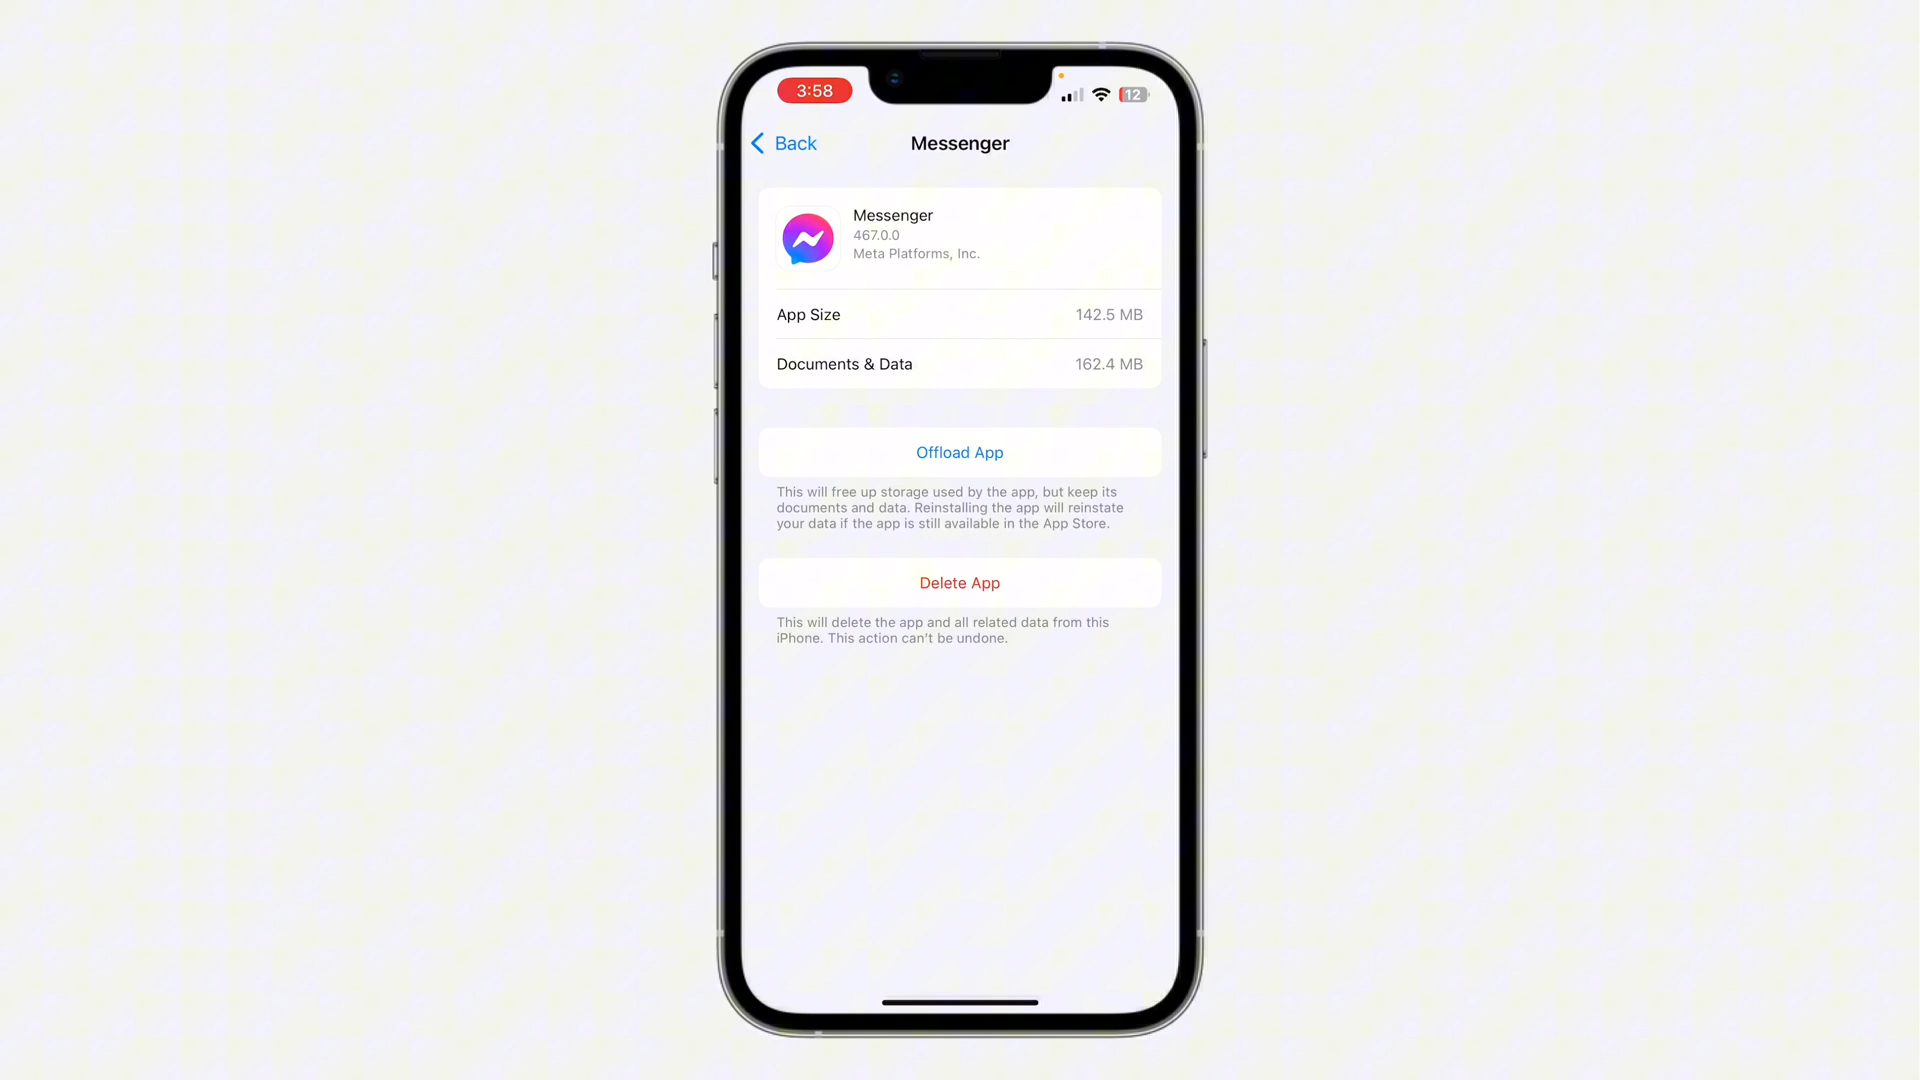 3:58
12
Back
Messenger
Messenger
467.0.0
Meta Platforms, Inc.
App Size 142.5 MB
Documents & Data 162.4 MB
Offload App
This will free up storage used by the app, but keep its
documents and data. Reinstalling the app will reinstate
your data if the app is still available in the App Store.
Delete App
This will delete the app and all related data from this
iPhone. This action can’t be undone.